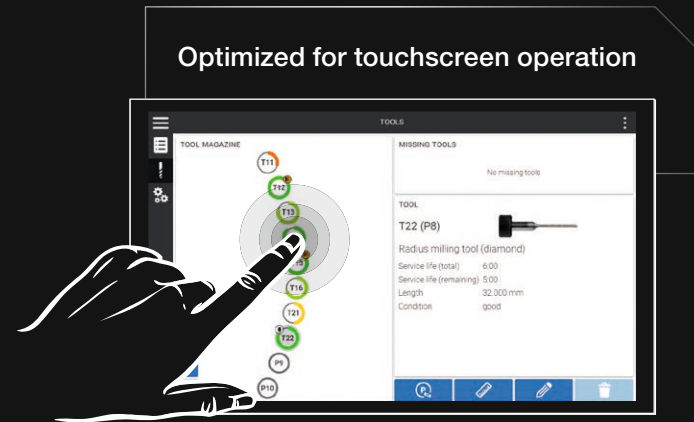 Optimized for touchscreen operation
TOOLS
TOOL MAGAZINE
T11
T12
T13
T16
T21
T22
P9
P10
MISSING TOOLS
No missing tools
TOOL
T22 (P8)
Radius milling tool (diamond)
Service life (total) 6:00
Service life (remaining) 5:00
Length 32.000 mm
Condition good